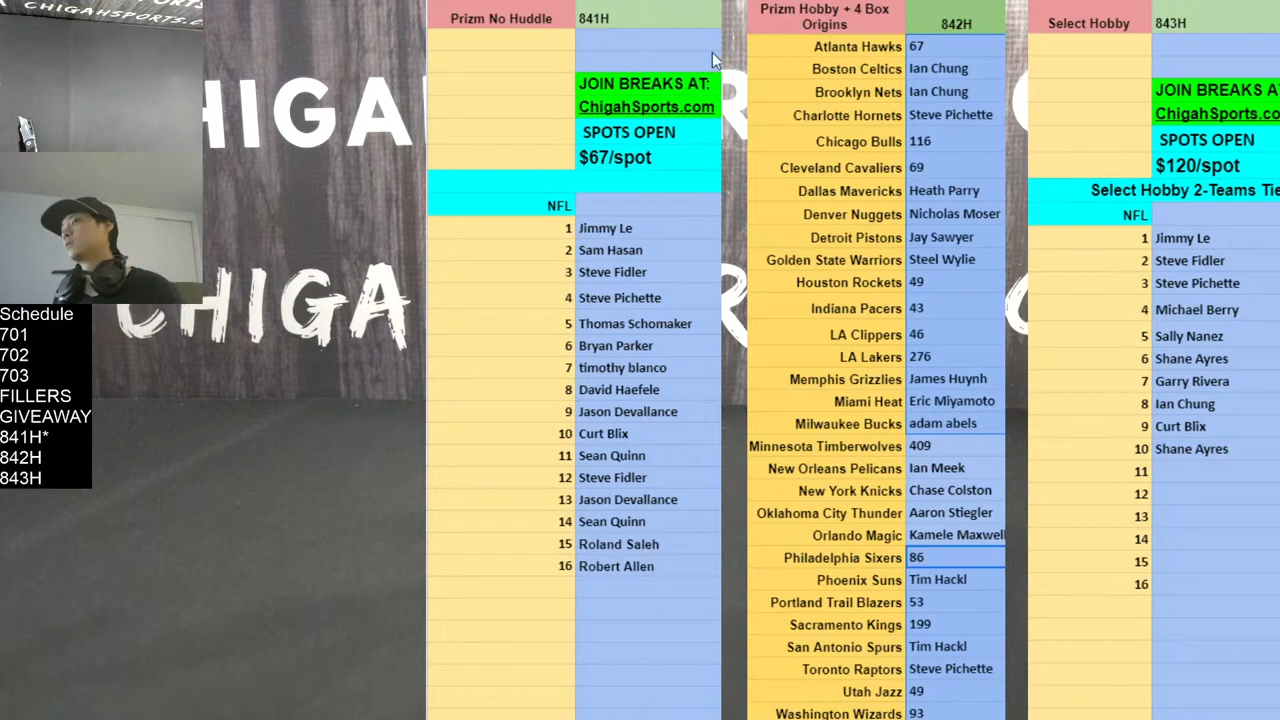 CHIGAHSPORTS.C
HIGA
CHIGA
Schedule
701
702
703
FILLERS
GIVEAWAY
841H*
842H
843H
Prizm No Huddle 841H
JOIN BREAKS AT:
ChigahSports.com
SPOTS OPEN
$67/spot
NFL
1 Jimmy Le
2 Sam Hasan
3 Steve Fidler
4 Steve Pichette
5 Thomas Schomaker
6 Bryan Parker
7 timothy blanco
8 David Haefele
9 Jason Devallance
10 Curt Blix
11 Sean Quinn
12 Steve Fidler
13 Jason Devallance
14 Sean Quinn
15 Roland Saleh
16 Robert Allen
Prizm Hobby + 4 Box
Origins 842H
Atlanta Hawks 67
Boston Celtics Ian Chung
Brooklyn Nets Ian Chung
Charlotte Hornets Steve Pichette
Chicago Bulls 116
Cleveland Cavaliers 69
Dallas Mavericks Heath Parry
Denver Nuggets Nicholas Moser
Detroit Pistons Jay Sawyer
Golden State Warriors Steel Wylie
Houston Rockets 49
Indiana Pacers 43
LA Clippers 46
LA Lakers 276
Memphis Grizzlies James Huynh
Miami Heat Eric Miyamoto
Milwaukee Bucks adam abels
Minnesota Timberwolves 409
New Orleans Pelicans Ian Meek
New York Knicks Chase Colston
Oklahoma City Thunder Aaron Stiegler
Orlando Magic Kamele Maxwell
Philadelphia Sixers 86
Phoenix Suns Tim Hackl
Portland Trail Blazers 53
Sacramento Kings 199
San Antonio Spurs Tim Hackl
Toronto Raptors Steve Pichette
Utah Jazz 49
Washington Wizards 93
Select Hobby 843H
JOIN BREAKS AT
ChigahSports.co
SPOTS OPEN
$120/spot
Select Hobby 2-Teams Tie
NFL
1 Jimmy Le
2 Steve Fidler
3 Steve Pichette
4 Michael Berry
5 Sally Nanez
6 Shane Ayres
7 Garry Rivera
8 Ian Chung
9 Curt Blix
10 Shane Ayres
11
12
13
14
15
16